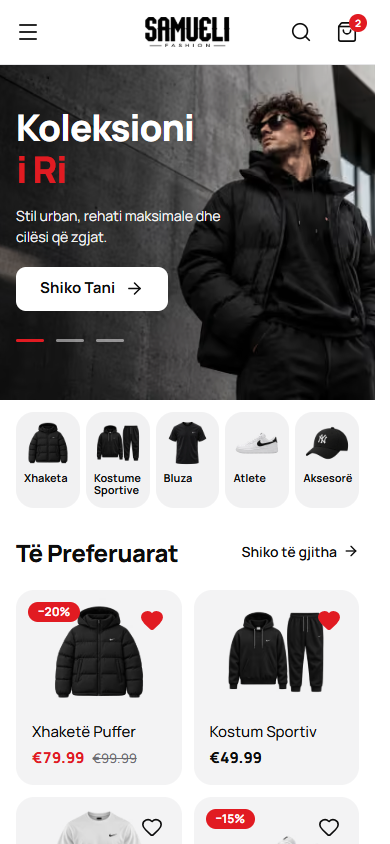 SAMUELI
FASHION
2
Koleksioni
i Ri
Stil urban, rehati maksimale dhe
cilësi që zgjat.
Shiko Tani →
Xhaketa
Kostume
Sportive
Bluza
Atlete
Aksesorë
Të Preferuarat
Shiko të gjitha →
−20%
Xhaketë Puffer
€79.99 €99.99
Kostum Sportiv
€49.99
−15%